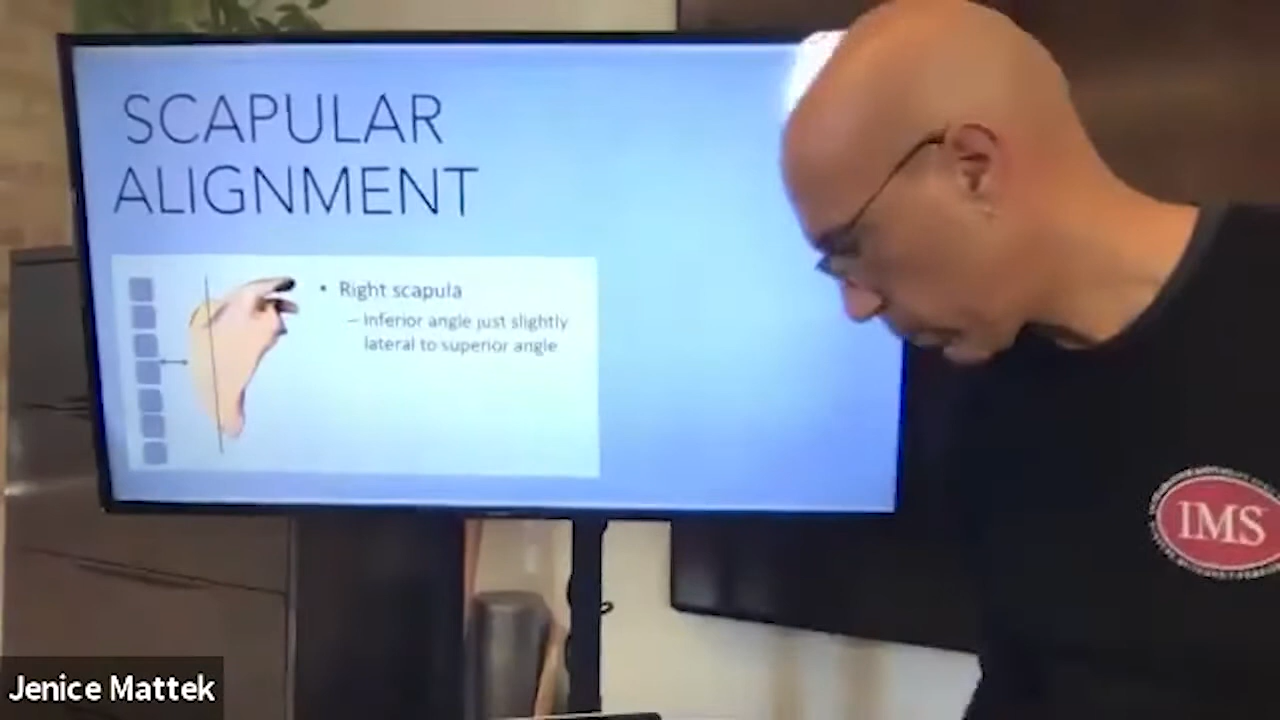 SCAPULAR
ALIGNMENT
• Right scapula
– Inferior angle just slightly
lateral to superior angle
IMS
Jenice Mattek